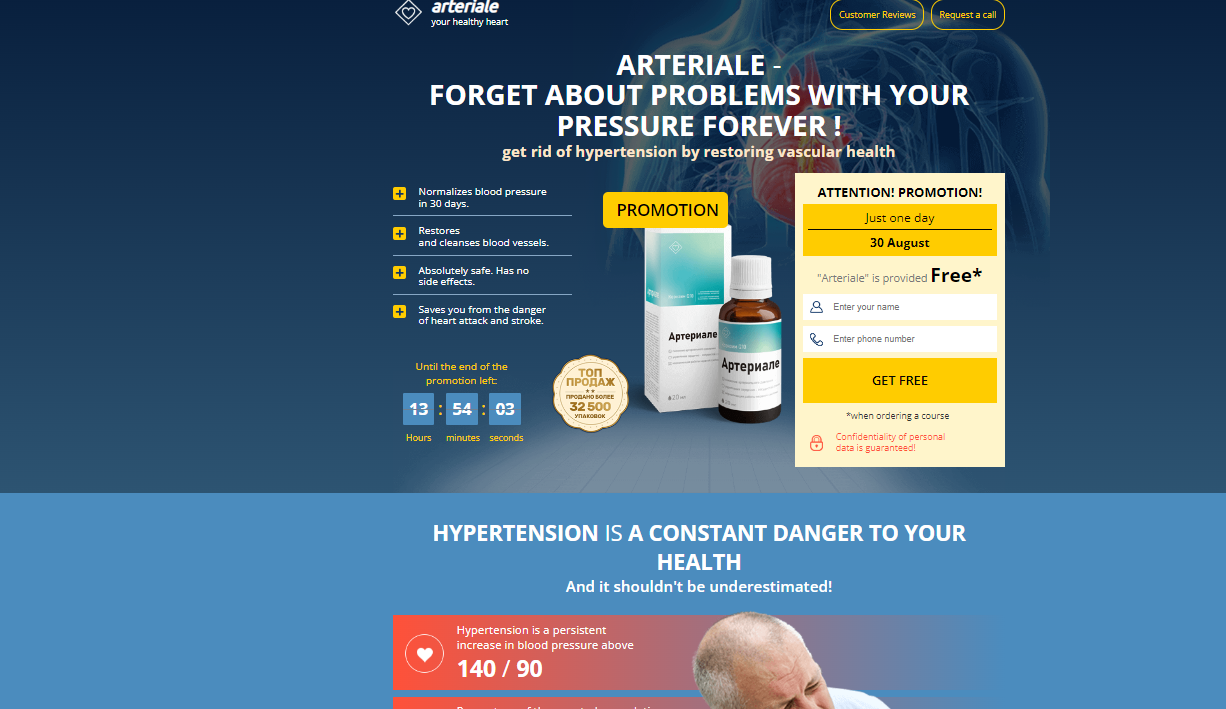 arteriale
your healthy heart
Customer Reviews
Request a call
ARTERIALE -
FORGET ABOUT PROBLEMS WITH YOUR
PRESSURE FOREVER !
get rid of hypertension by restoring vascular health
Normalizes blood pressure
in 30 days.
Restores
and cleanses blood vessels.
Absolutely safe. Has no
side effects.
Saves you from the danger
of heart attack and stroke.
Until the end of the
promotion left:
13 : 54 : 03
Hours minutes seconds
PROMOTION
Артериале
Артериале
ТОП
ПРОДАЖ
ПРОДАНО БОЛЕЕ
32 500
УПАКОВОК
ATTENTION! PROMOTION!
Just one day
30 August
"Arteriale" is provided Free*
Enter your name
Enter phone number
GET FREE
*when ordering a course
Confidentiality of personal
data is guaranteed!
HYPERTENSION IS A CONSTANT DANGER TO YOUR
HEALTH
And it shouldn't be underestimated!
Hypertension is a persistent
increase in blood pressure above
140 / 90